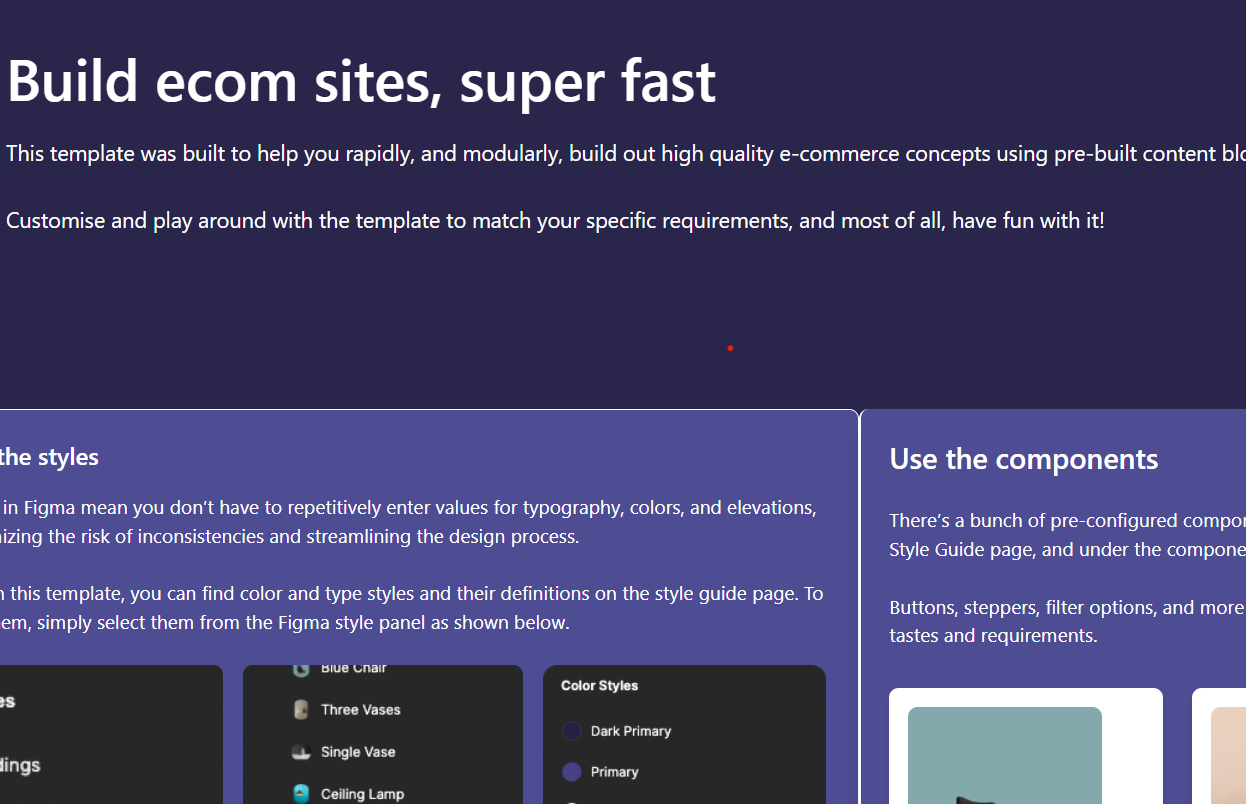 Build ecom sites, super fast
This template was built to help you rapidly, and modularly, build out high quality e-commerce concepts using pre-built content
Customise and play around with the template to match your specific requirements, and most of all, have fun with it!
the styles
in Figma mean you don’t have to repetitively enter values for typography, colors, and elevations,
the risk of inconsistencies and streamlining the design process.
this template, you can find color and type styles and their definitions on the style guide page. To
simply select them from the Figma style panel as shown below.
Blue Chair
Three Vases
Single Vase
Ceiling Lamp
Color Styles
Dark Primary
Primary
Use the components
There’s a bunch of pre-configured
Style Guide page, and under the
Buttons, steppers, filter options, and more
tastes and requirements.